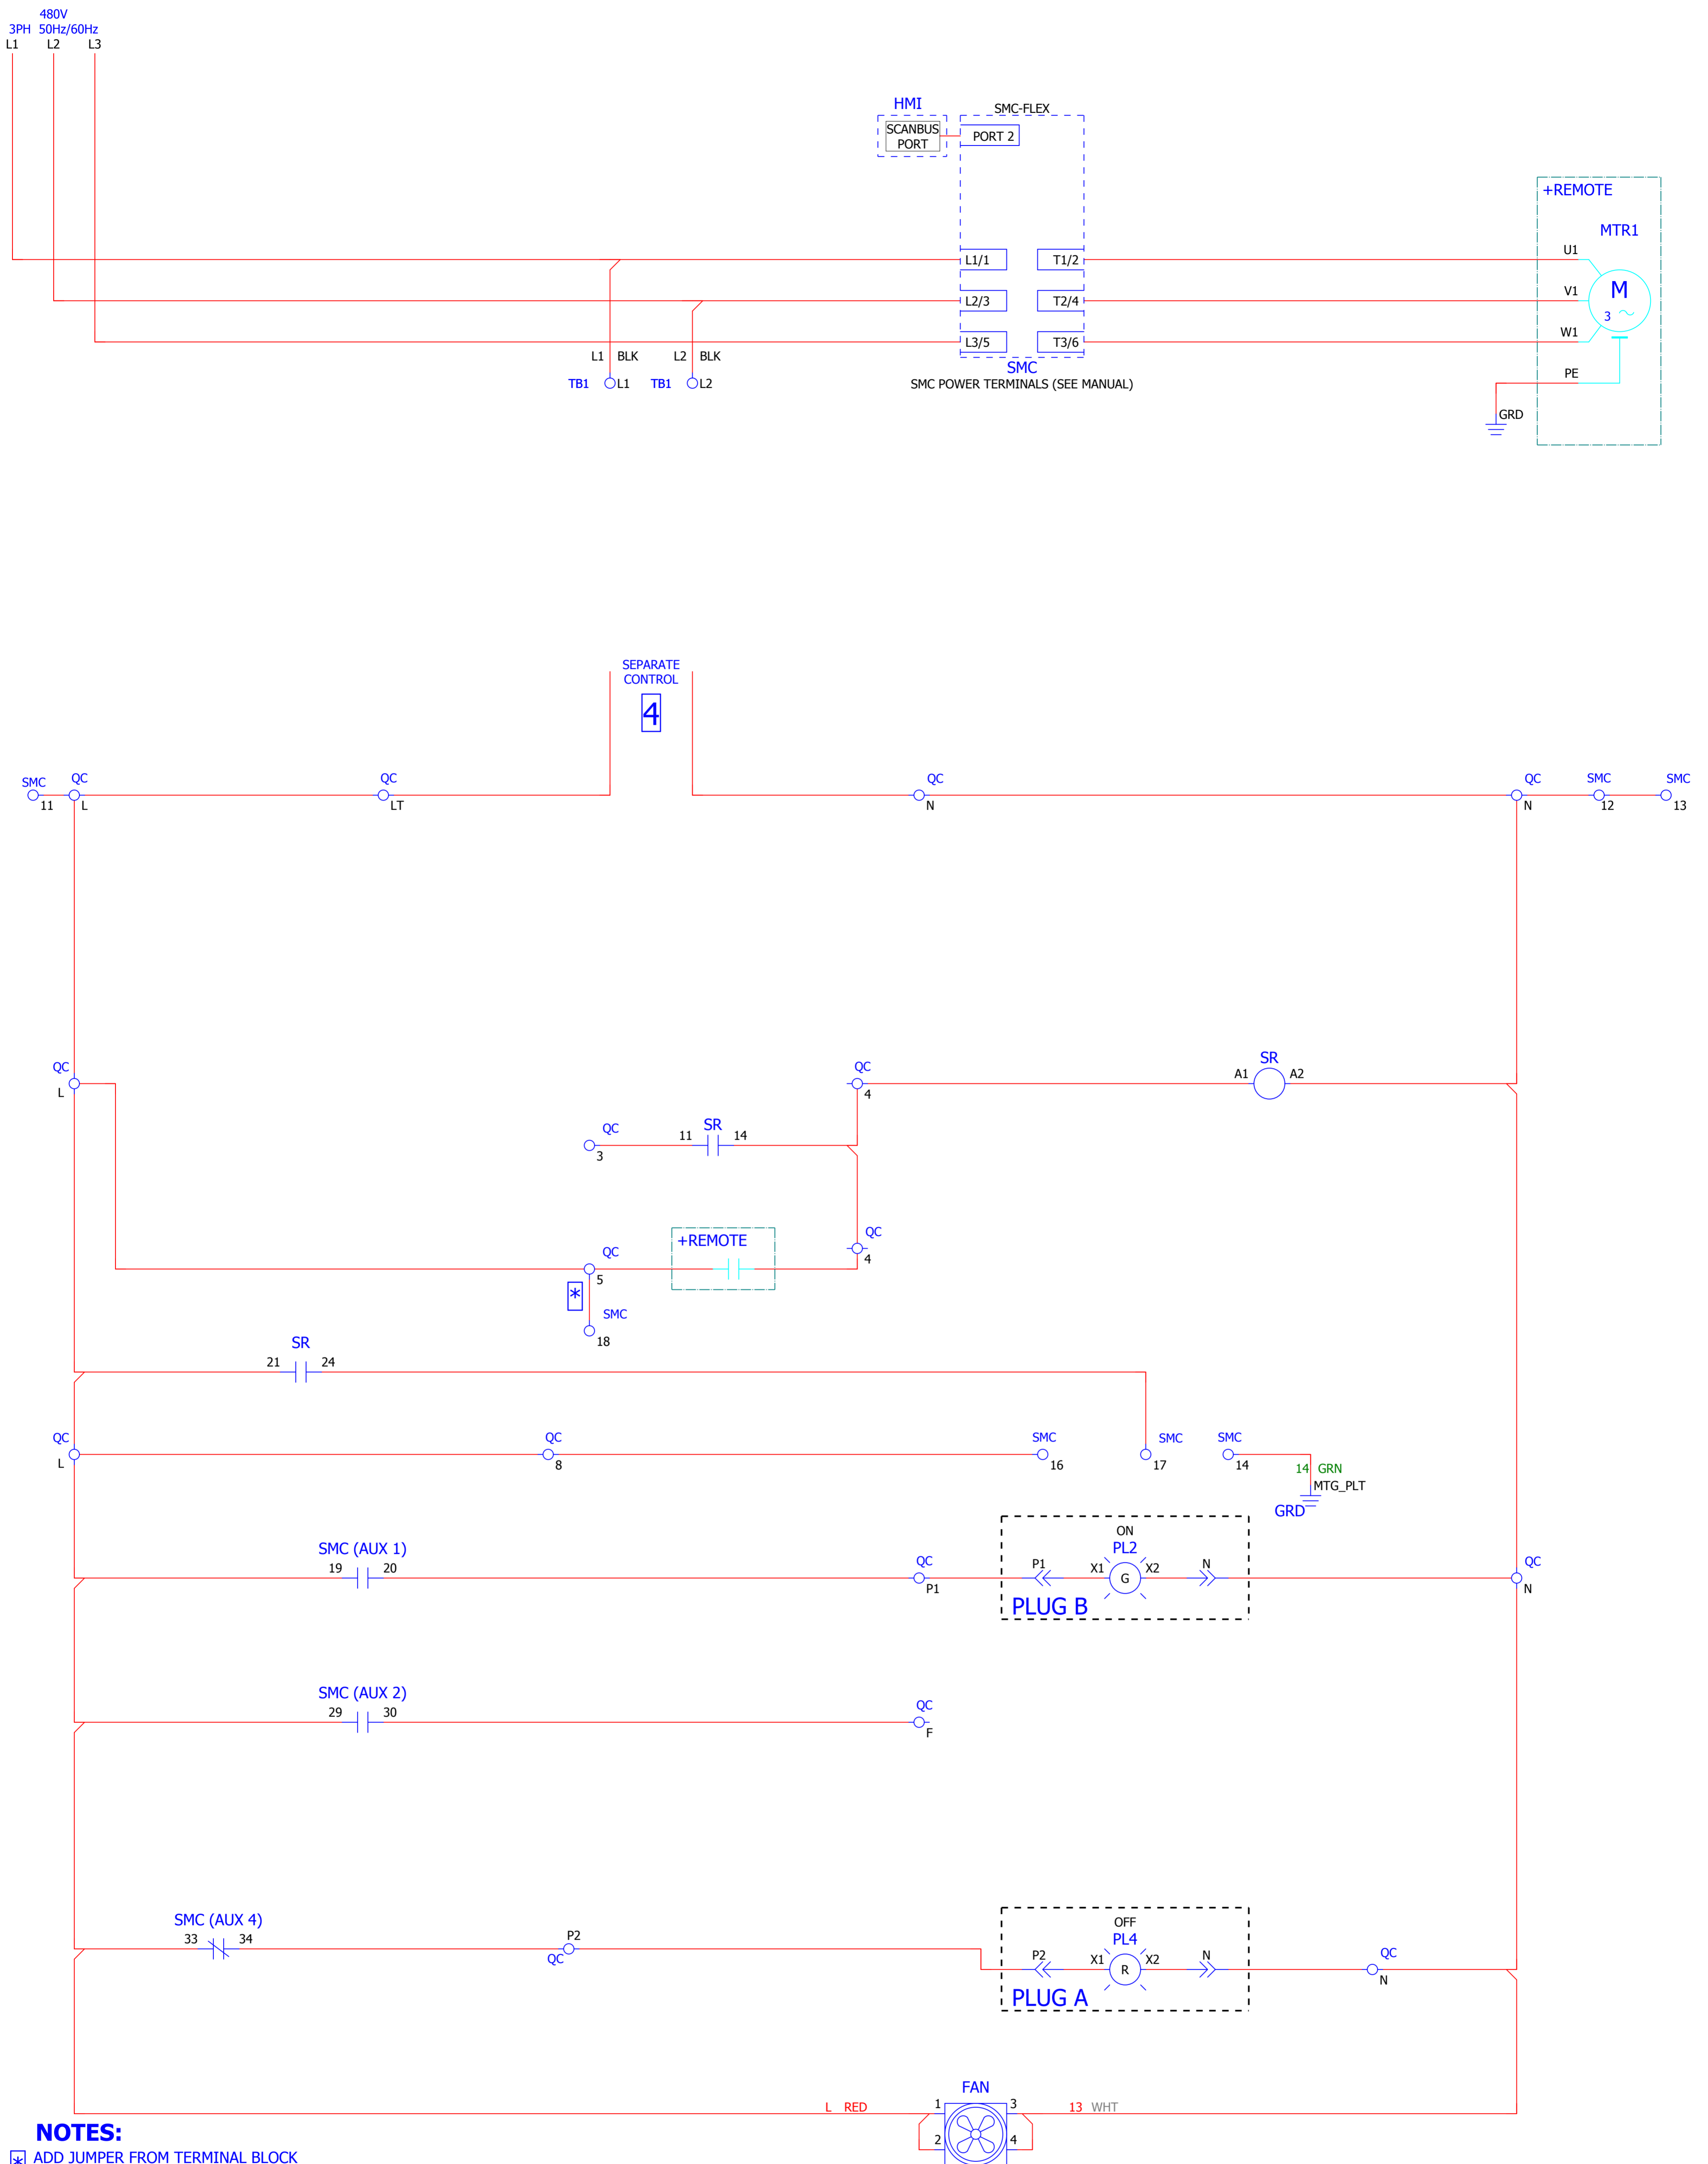 480V
3PH 50Hz/60Hz
L1 L2 L3
HMI
SMC-FLEX
SCANBUS
PORT
PORT 2
+REMOTE
MTR1
L1/1 T1/2 U1
L2/3 T2/4 V1
M
3
L3/5 T3/6 W1
L1 BLK L2 BLK
SMC
TB1 L1 TB1 L2
SMC POWER TERMINALS (SEE MANUAL)
PE
GRD
SEPARATE
CONTROL
4
SMC QC QC QC QC SMC SMC
11 L LT N N 12 13
QC QC SR
A1 A2
L 4
QC SR
11 14
3
QC
+REMOTE
QC
4
5
*
SMC
18
SR
21 24
QC QC SMC SMC SMC
L 8 16 17 14
14 GRN
MTG_PLT
GRD
ON
SMC (AUX 1) PL2
19 20 QC P1 X1 X2 N QC
G
P1 N
PLUG B
SMC (AUX 2)
29 30 QC
F
SMC (AUX 4) OFF
33 34 P2 PL4
QC P2 X1 X2 N QC
R
N
PLUG A
FAN
L RED 1 3 13 WHT
2 4
NOTES:
* ADD JUMPER FROM TERMINAL BLOCK